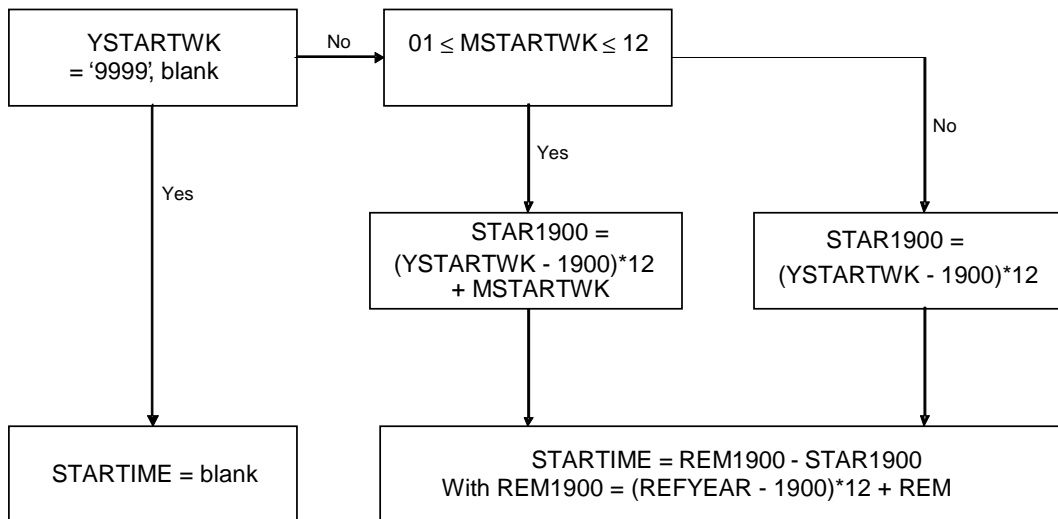 YSTARTWK
= ‘9999’, blank
No
01 ≤ MSTARTWK ≤ 12
Yes
Yes
No
STAR1900 =
(YSTARTWK - 1900)*12
+ MSTARTWK
STAR1900 =
(YSTARTWK - 1900)*12
STARTIME = blank
STARTIME = REM1900 - STAR1900
With REM1900 = (REFYEAR - 1900)*12 + REM